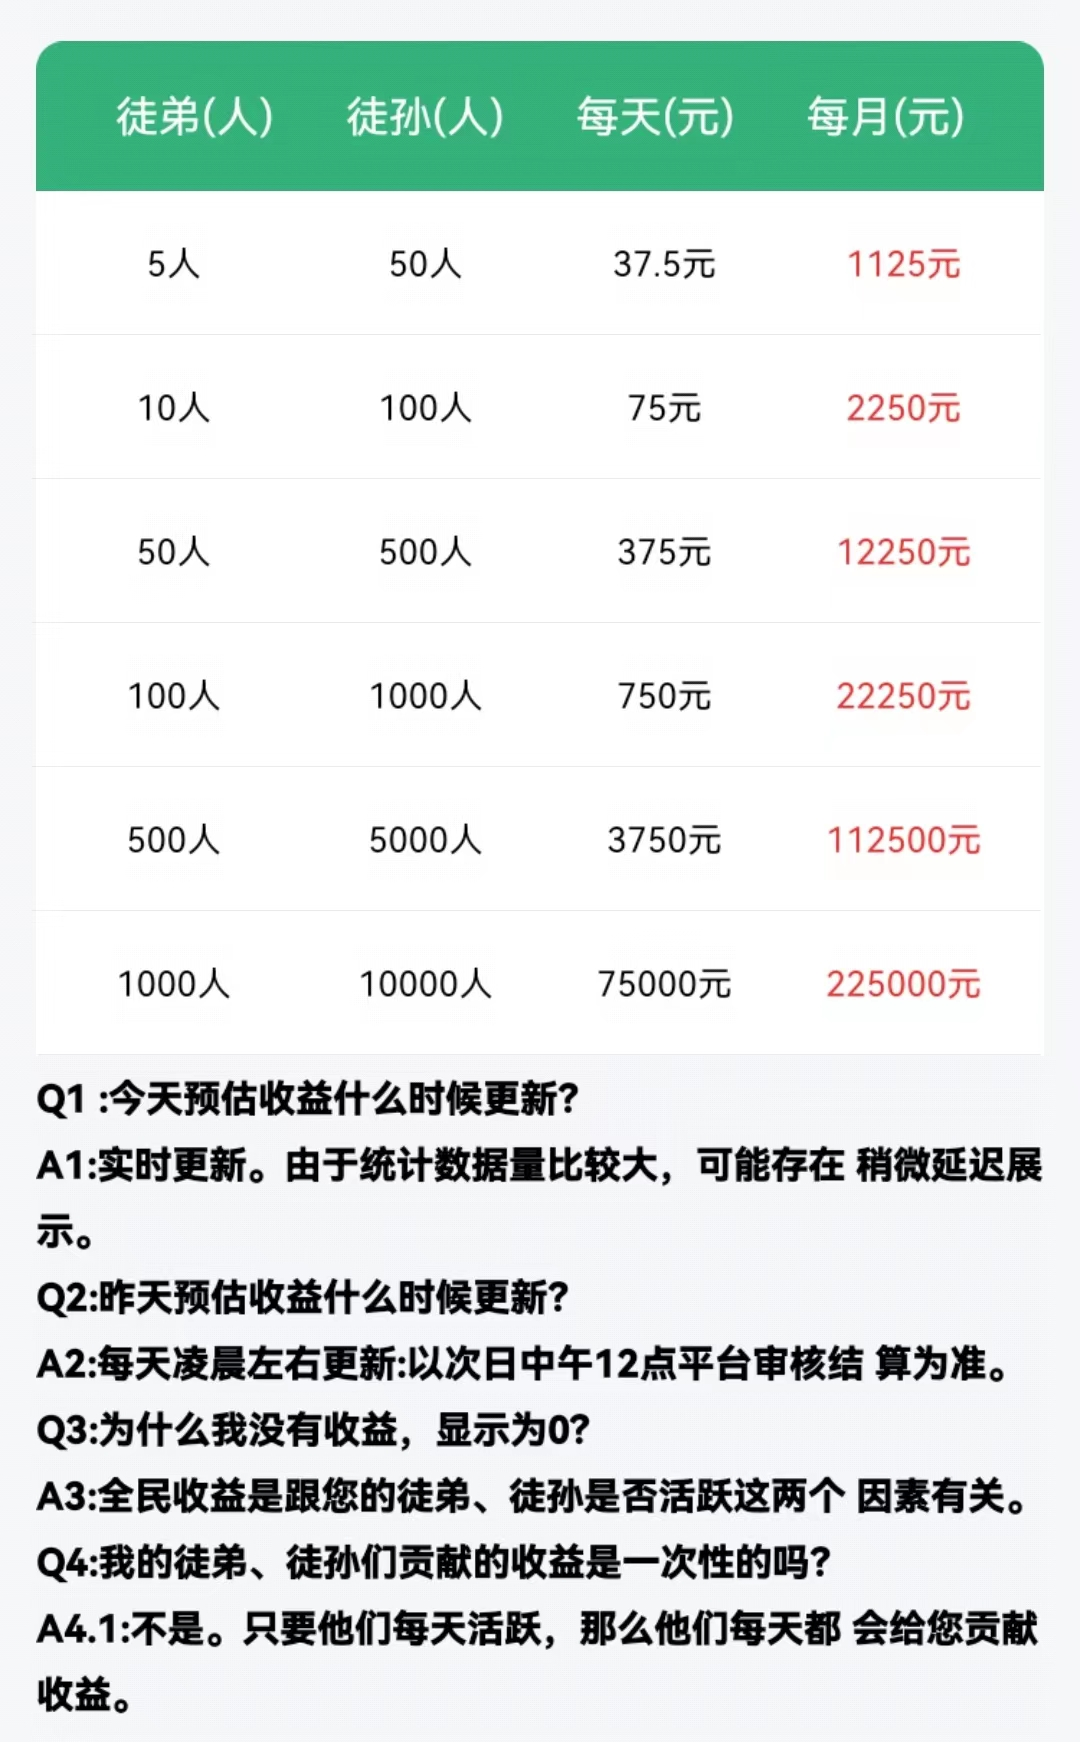 徒弟(人) 徒孙(人) 每天(元) 每月(元)
5人 50人 37.5元 1125元
10人 100人 75元 2250元
50人 500人 375元 12250元
100人 1000人 750元 22250元
500人 5000人 3750元 112500元
1000人 10000人 75000元 225000元
Q1 :今天预估收益什么时候更新?
A1:实时更新。由于统计数据量比较大，可能存在 稍微延迟展
示。
Q2:昨天预估收益什么时候更新?
A2:每天凌晨左右更新:以次日中午12点平台审核结 算为准。
Q3:为什么我没有收益，显示为0?
A3:全民收益是跟您的徒弟、徒孙是否活跃这两个 因素有关。
Q4:我的徒弟、徒孙们贡献的收益是一次性的吗?
A4.1:不是。只要他们每天活跃，那么他们每天都 会给您贡献
收益。